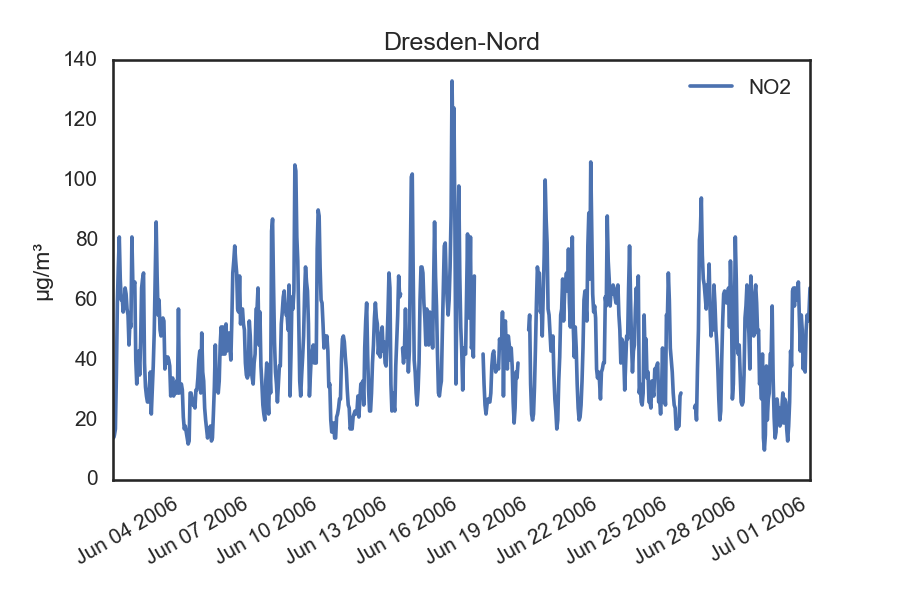 Dresden-Nord
NO2
µg/m³
140
120
100
80
60
40
20
0
Jun 04 2006
Jun 07 2006
Jun 10 2006
Jun 13 2006
Jun 16 2006
Jun 19 2006
Jun 22 2006
Jun 25 2006
Jun 28 2006
Jul 01 2006